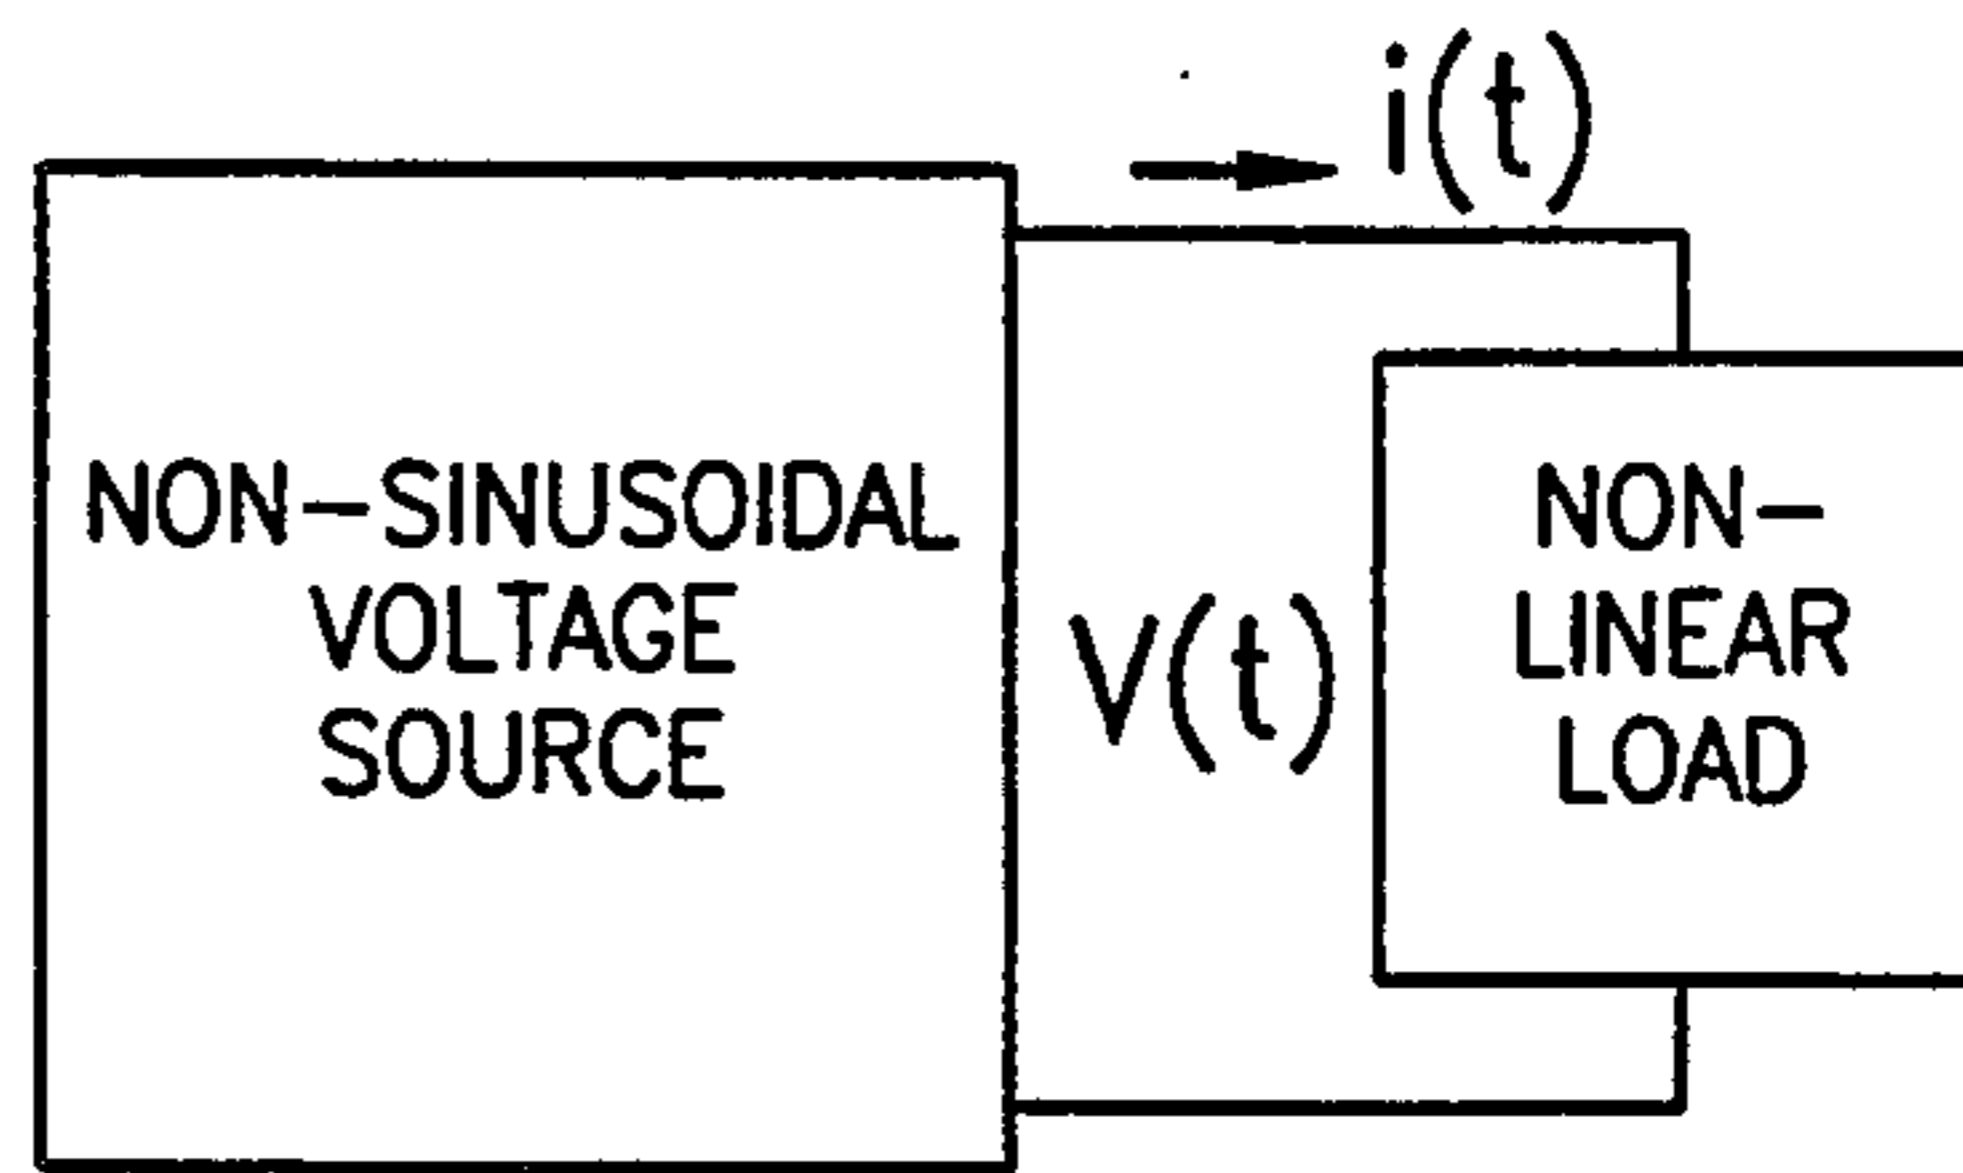 i(t)
NON-SINUSOIDAL
VOLTAGE
SOURCE
V(t)
NON-
LINEAR
LOAD